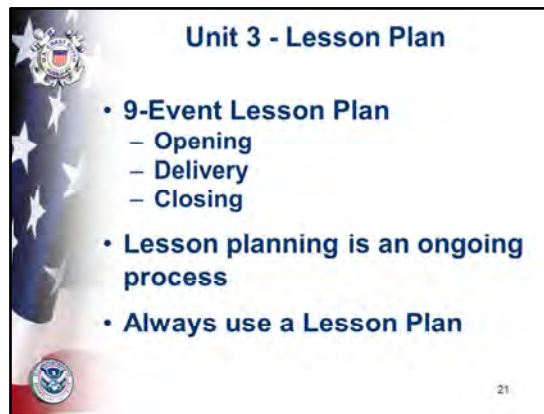 Unit 3 - Lesson Plan
• 9-Event Lesson Plan
– Opening
– Delivery
– Closing
• Lesson planning is an ongoing
process
• Always use a Lesson Plan
21